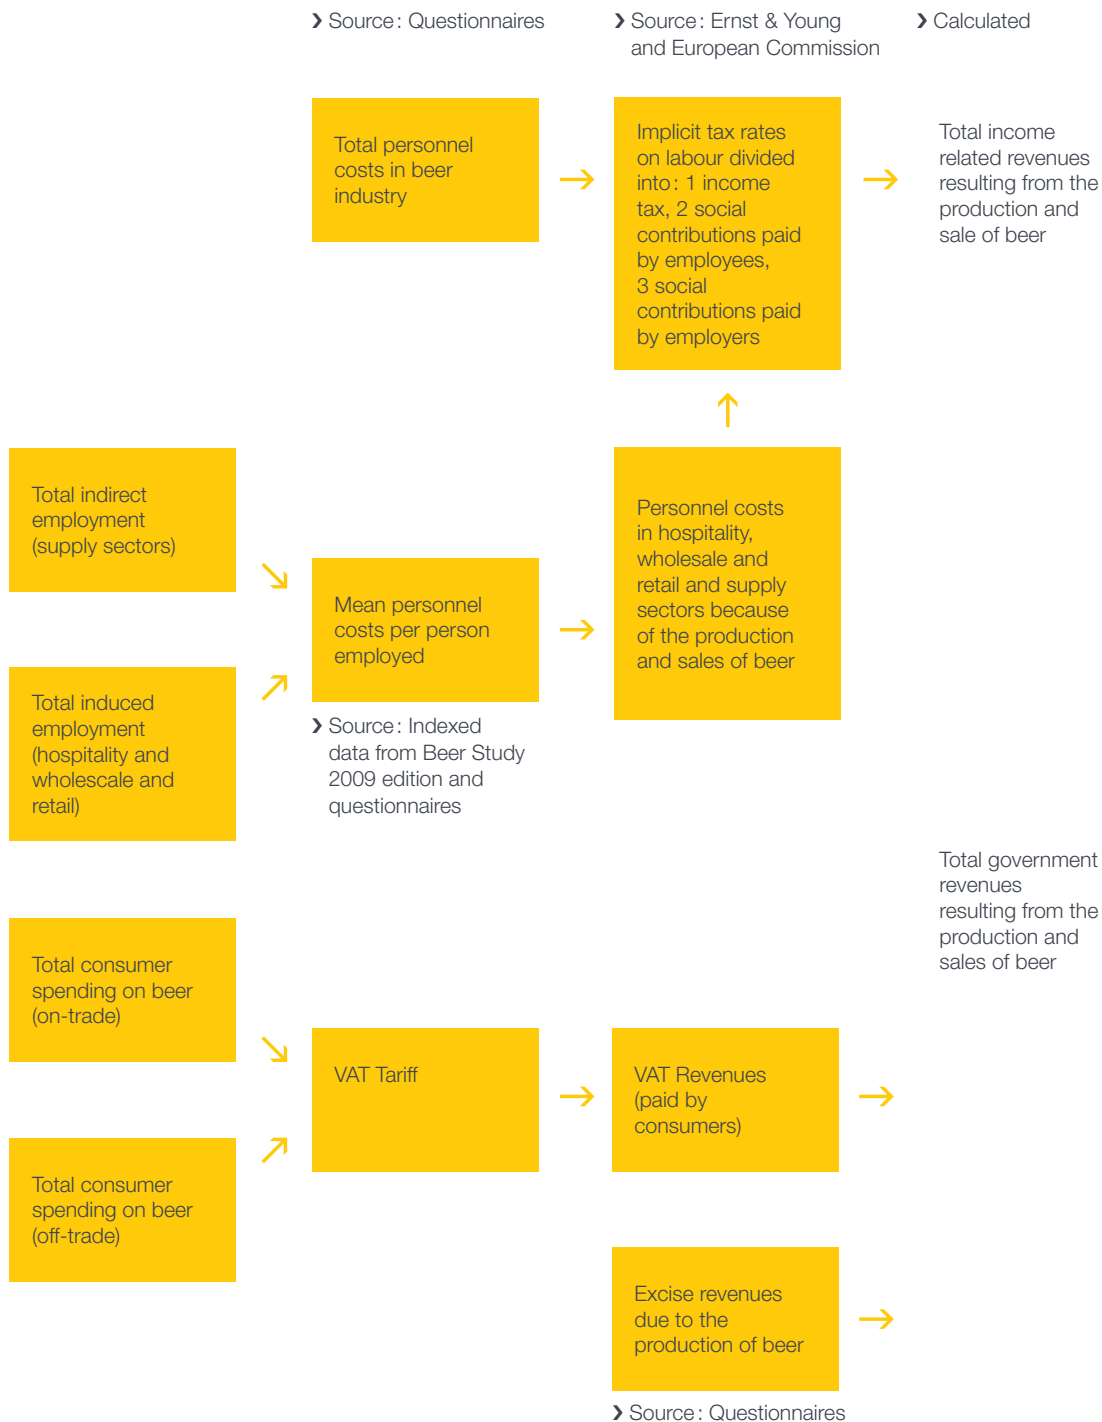 ❯ Source : Questionnaires
❯ Source : Ernst & Young
and European Commission
❯ Calculated
Total personnel
costs in beer
industry
Implicit tax rates
on labour divided
into : 1 income
tax, 2 social
contributions paid
by employees,
3 social
contributions paid
by employers
Total income
related revenues
resulting from the
production and
sale of beer
Total indirect
employment
(supply sectors)
Mean personnel
costs per person
employed
Personnel costs
in hospitality,
wholesale and
retail and supply
sectors because
of the production
and sales of beer
Total induced
employment
(hospitality and
wholescale and
retail)
❯ Source : Indexed
data from Beer Study
2009 edition and
questionnaires
Total government
revenues
resulting from the
production and
sales of beer
Total consumer
spending on beer
(on-trade)
VAT Tariff
VAT Revenues
(paid by
consumers)
Total consumer
spending on beer
(off-trade)
Excise revenues
due to the
production of beer
❯ Source : Questionnaires